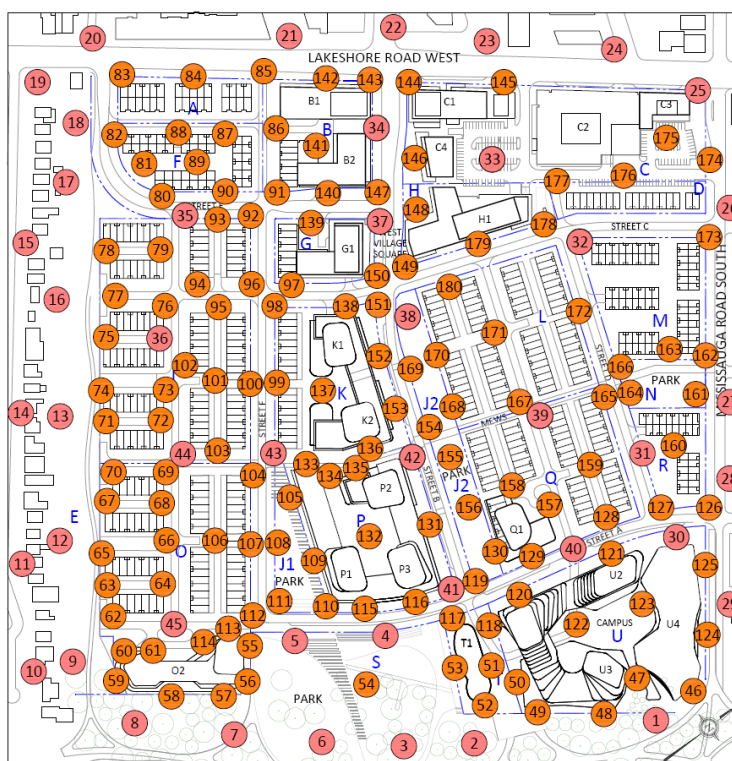 20 21 22 23 24
LAKESHORE ROAD WEST
19 83 84 85 142 143 144 145 25
A B1 C1 C3
18 82 88 87 86 B 34 C2 175
81 F 89 141 B2 146 C4 33 174
17 80 90 91 140 147 H 177 176 C D
35 93 92 139 37 148 H1 178 26
STREET C
15 78 79 G G1 WEST VILLAGE SQUARE 179 32 173
94 96 97 150 149
16 77 76 95 98 138 151 38 180 L 172
MISSISSAUGA ROAD SOUTH
75 36 K1 152 170 171 M 163 162
102 169 STREET D 166
74 73 101 100 99 137 K 168 167 165 164 PARK N 161
14 13 71 72 STREET F K2 153 J2 MEWS 39 27
154
103 136 160
44 43 133 135 42 155 STREET B 31 R
70 69 104 134 PARK 159 28
67 68 105 P2 J2 158 Q
E P 156 157 127 126
12 66 131 Q1 128
65 O 106 107 108 132 130 129 STREET A 40 30
11 J1 109 P1 P3 121 125
63 64 PARK 41 119 U2
62 112 111 110 115 116 120 123 29
45 113 117 118 122 CAMPUS U U4 124
60 61 114 55 5 4 T1
10 9 O2 S 53 51 U3 47
59 56 PARK 54 50 46
58 57 52 49 48
8 7 6 3 2 1